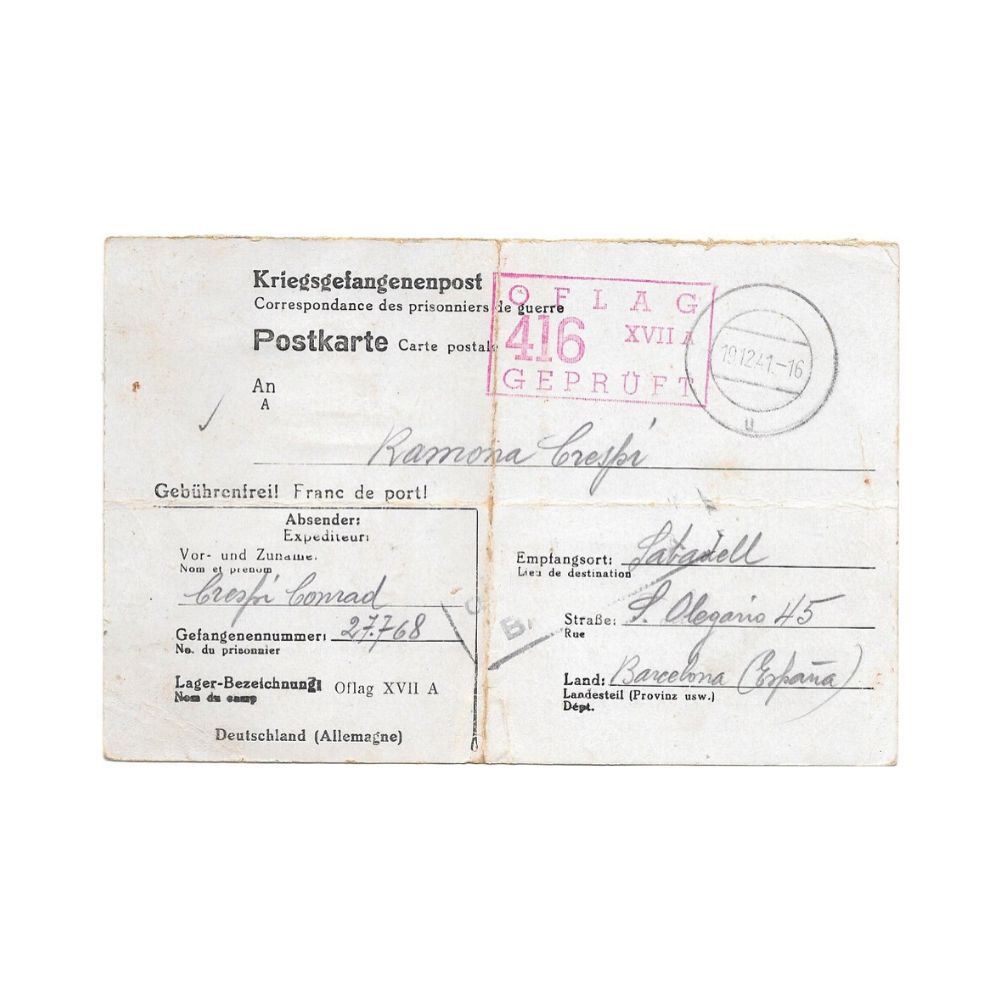 Kriegsgefangenenpost
Correspondance des prisonniers de guerre
Postkarte Carte postale
OFLAG
416 XVII A
GEPRÜFT
19.12.41.-16
u
An
A
Ramona Crespí
Gebührenfrei! Franc de port!
Absender:
Expediteur:
Vor- und Zuname:
Nom et prenom
Crespí Conrad
Gefangenennummer: 27.768
No. du prisonnier
Lager-Bezeichnung: Oflag XVII A
Nom du camp
Deutschland (Allemagne)
Empfangsort: Sabadell
Lieu de destination
Straße: S. Olegario 45
Rue
Land: Barcelona (España)
Landesteil (Provinz usw.)
Dépt.